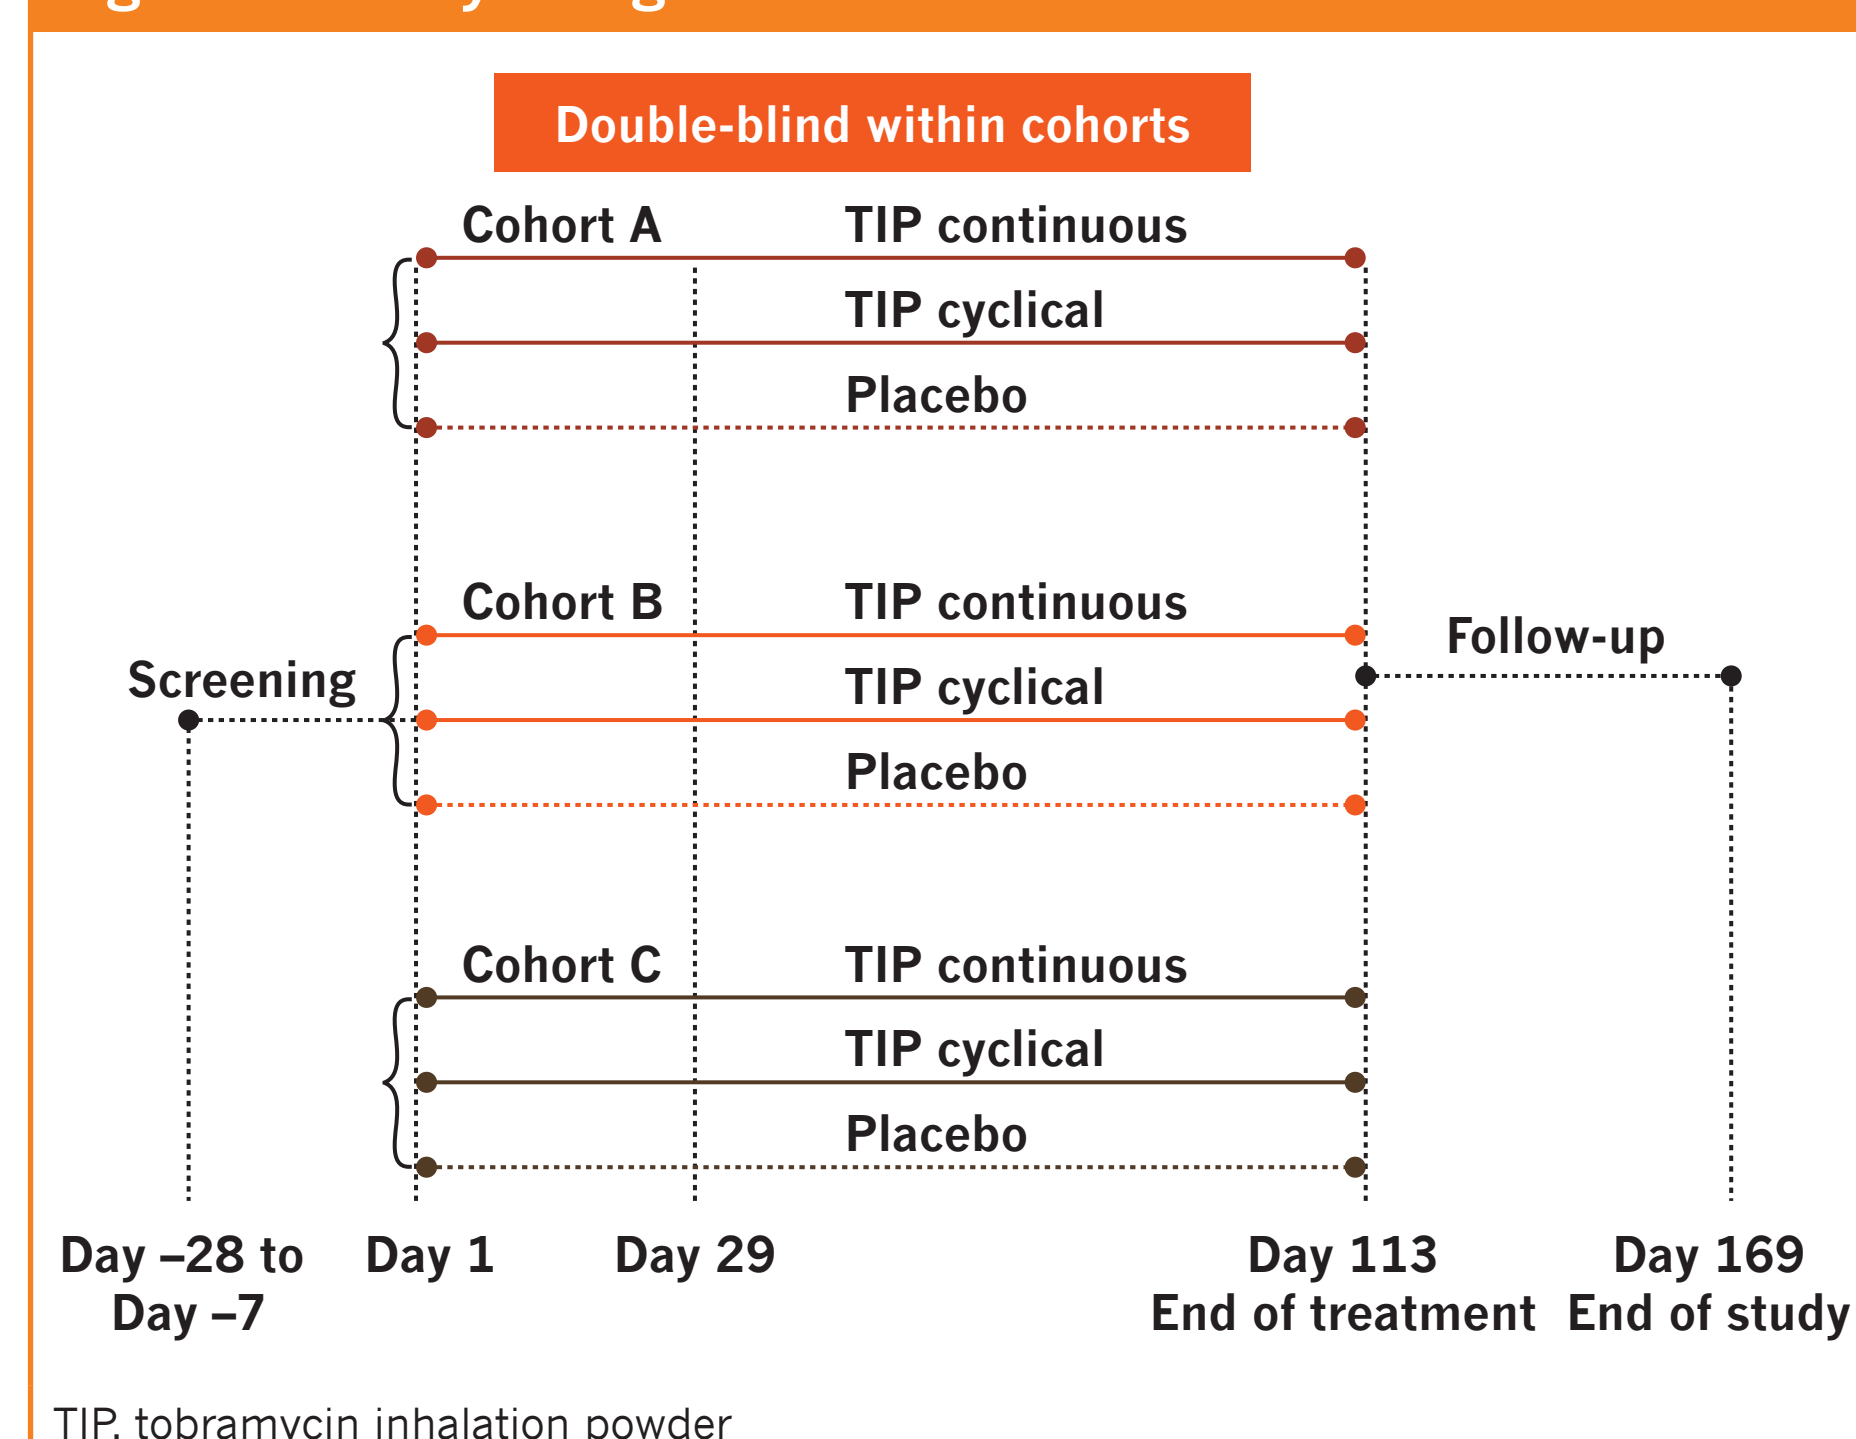 Double-blind within cohorts
Cohort A
TIP continuous
TIP cyclical
Placebo
Cohort B
TIP continuous
TIP cyclical
Placebo
Screening
Follow-up
Cohort C
TIP continuous
TIP cyclical
Placebo
Day –28 to
Day –7
Day 1
Day 29
Day 113
End of treatment
Day 169
End of study
TIP, tobramycin inhalation powder